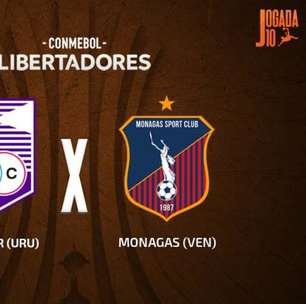 JOGADA
10
- CONMEBOL -
LIBERTADORES
MONAGAS SPORT CLUB
C
X
1987
R (URU)
MONAGAS (VEN)